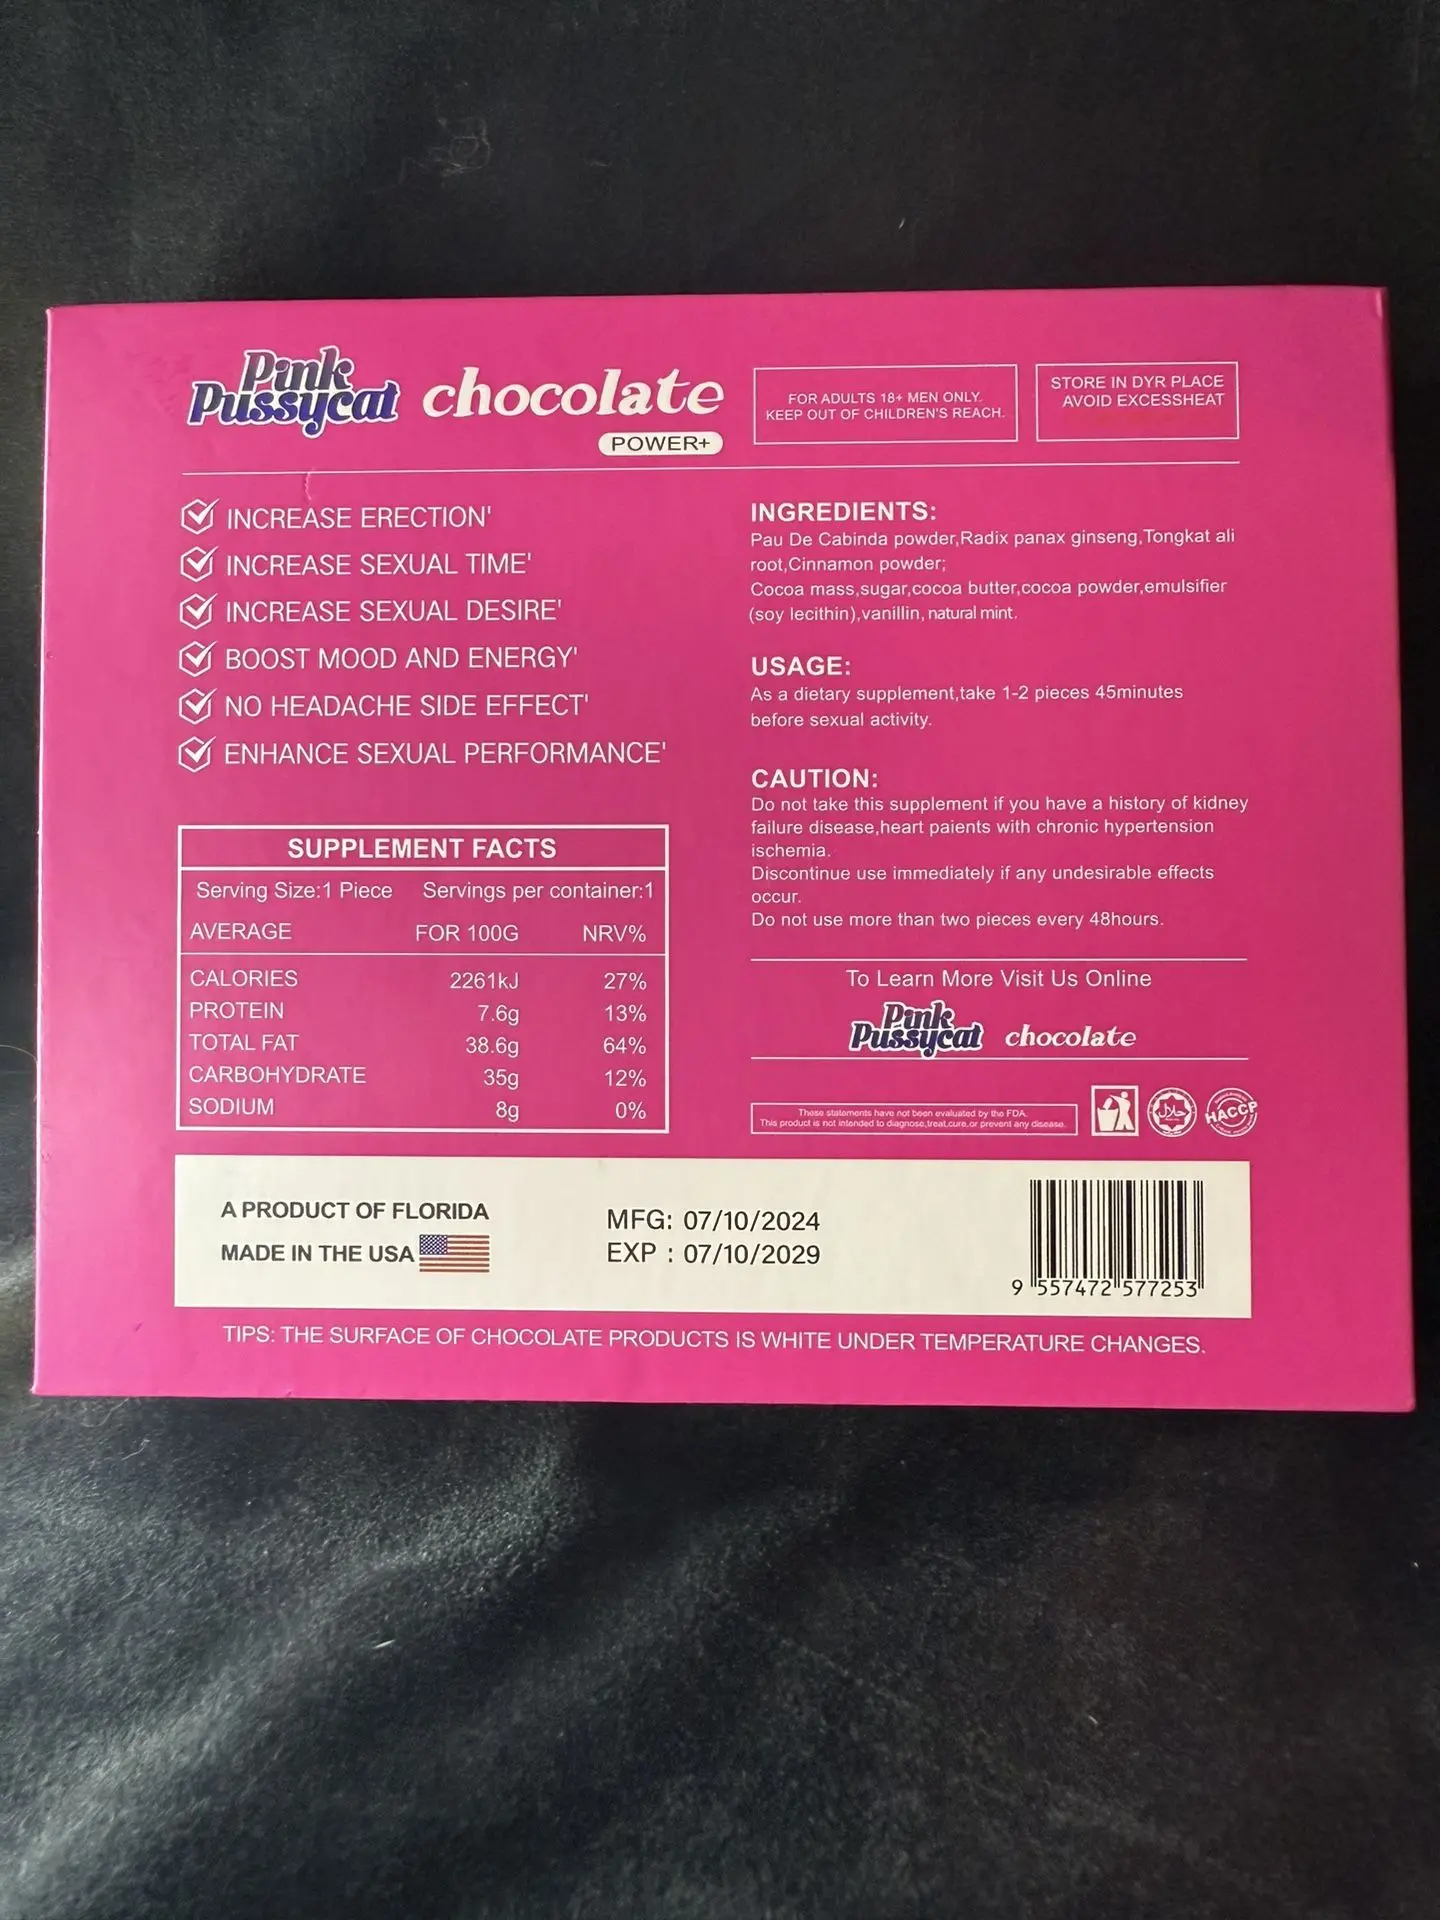 Pink
Pussycat chocolate
POWER+
FOR ADULTS 18+ MEN ONLY.
KEEP OUT OF CHILDREN'S REACH.
STORE IN DYR PLACE
AVOID EXCESSHEAT
INCREASE ERECTION'
INCREASE SEXUAL TIME'
INCREASE SEXUAL DESIRE'
BOOST MOOD AND ENERGY'
NO HEADACHE SIDE EFFECT'
ENHANCE SEXUAL PERFORMANCE'
SUPPLEMENT FACTS
Serving Size:1 Piece Servings per container:1
AVERAGE FOR 100G NRV%
CALORIES 2261kJ 27%
PROTEIN 7.6g 13%
TOTAL FAT 38.6g 64%
CARBOHYDRATE 35g 12%
SODIUM 8g 0%
INGREDIENTS:
Pau De Cabinda powder,Radix panax ginseng,Tongkat ali
root,Cinnamon powder;
Cocoa mass,sugar,cocoa butter,cocoa powder,emulsifier
(soy lecithin),vanillin, natural mint.
USAGE:
As a dietary supplement,take 1-2 pieces 45minutes
before sexual activity.
CAUTION:
Do not take this supplement if you have a history of kidney
failure disease,heart paients with chronic hypertension
ischemia.
Discontinue use immediately if any undesirable effects
occur.
Do not use more than two pieces every 48hours.
To Learn More Visit Us Online
Pink
Pussycat chocolate
These statements have not been evaluated by the FDA.
This product is not intended to diagnose,treat,cure,or prevent any disease.
حلال
HACCP
A PRODUCT OF FLORIDA
MADE IN THE USA
MFG: 07/10/2024
EXP : 07/10/2029
9 557472 577253
TIPS: THE SURFACE OF CHOCOLATE PRODUCTS IS WHITE UNDER TEMPERATURE CHANGES.